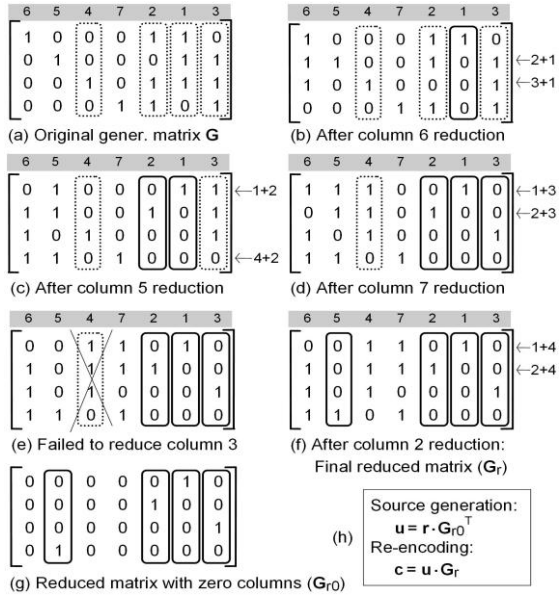 6 5 4 7 2 1 3
1 0 0 0 1 1 0
0 1 0 0 0 1 1
0 0 1 0 1 1 1
0 0 0 1 1 0 1
(a) Original gener. matrix G
6 5 4 7 2 1 3
1 0 0 0 1 1 0
1 1 0 0 1 0 1 ←2+1
1 0 1 0 0 0 1 ←3+1
0 0 0 1 1 0 1
(b) After column 6 reduction
6 5 4 7 2 1 3
0 1 0 0 0 1 1 ←1+2
1 1 0 0 1 0 1
1 0 1 0 0 0 1
1 1 0 1 0 0 0 ←4+2
(c) After column 5 reduction
6 5 4 7 2 1 3
1 1 1 0 0 1 0 ←1+3
0 1 1 0 1 0 0 ←2+3
1 0 1 0 0 0 1
1 1 0 1 0 0 0
(d) After column 7 reduction
6 5 4 7 2 1 3
0 0 1 1 0 1 0
1 0 1 1 1 0 0
1 0 1 0 0 0 1
1 1 0 1 0 0 0
(e) Failed to reduce column 3
6 5 4 7 2 1 3
0 0 1 1 0 1 0 ←1+4
1 0 1 1 1 0 0 ←2+4
1 0 1 0 0 0 1
1 1 0 1 0 0 0
(f) After column 2 reduction:
Final reduced matrix (Gr)
0 0 0 0 0 1 0
0 0 0 0 1 0 0
0 0 0 0 0 0 1
0 1 0 0 0 0 0
(g) Reduced matrix with zero columns (Gr0)
(h)
Source generation:
u = r·Gr0T
Re-encoding:
c = u·Gr